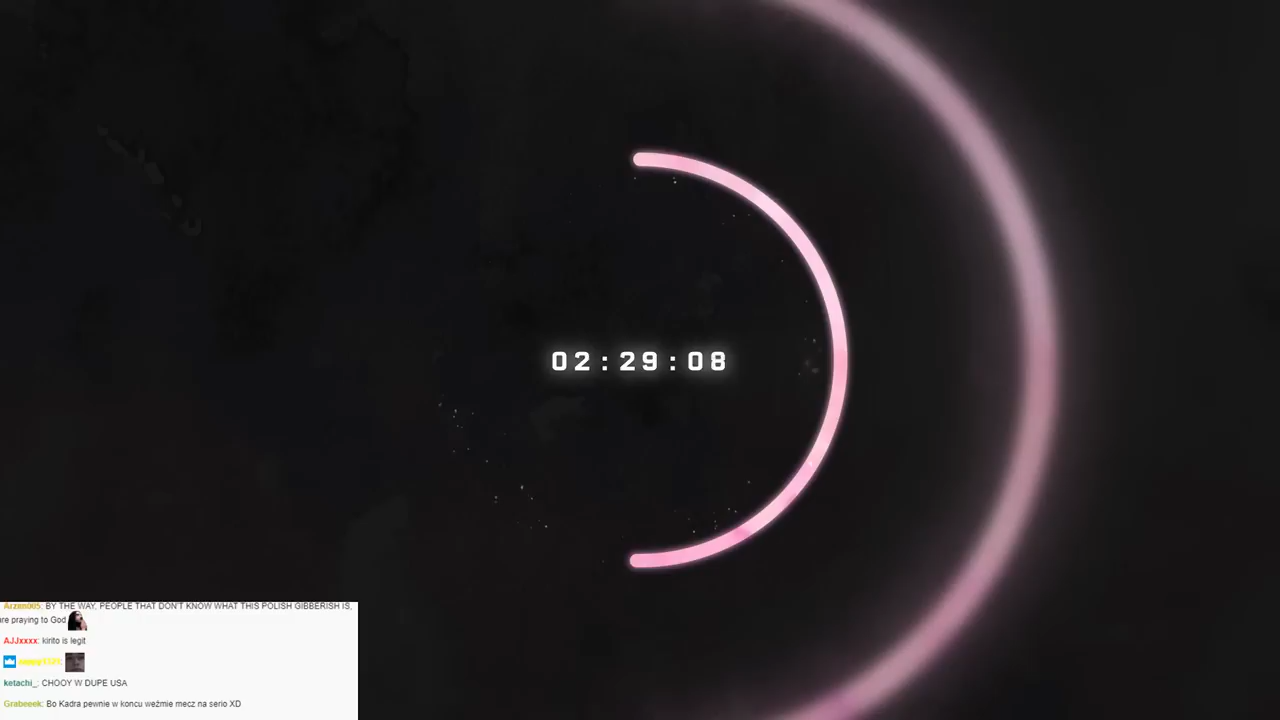 02:29:08
Arzen005: BY THE WAY, PEOPLE THAT DON'T KNOW WHAT THIS POLISH GIBBERISH IS,
are praying to God
AJJxxxx: kirito is legit
ketachi_: CHOOY W DUPE USA
Grabeeek: Bo Kadra pewnie w koncu weźmie mecz na serio XD